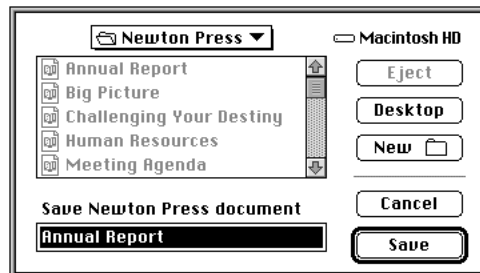 Newton Press
Macintosh HD
Annual Report
Big Picture
Challenging Your Destiny
Human Resources
Meeting Agenda
Eject
Desktop
New
Save Newton Press document
Annual Report
Cancel
Save